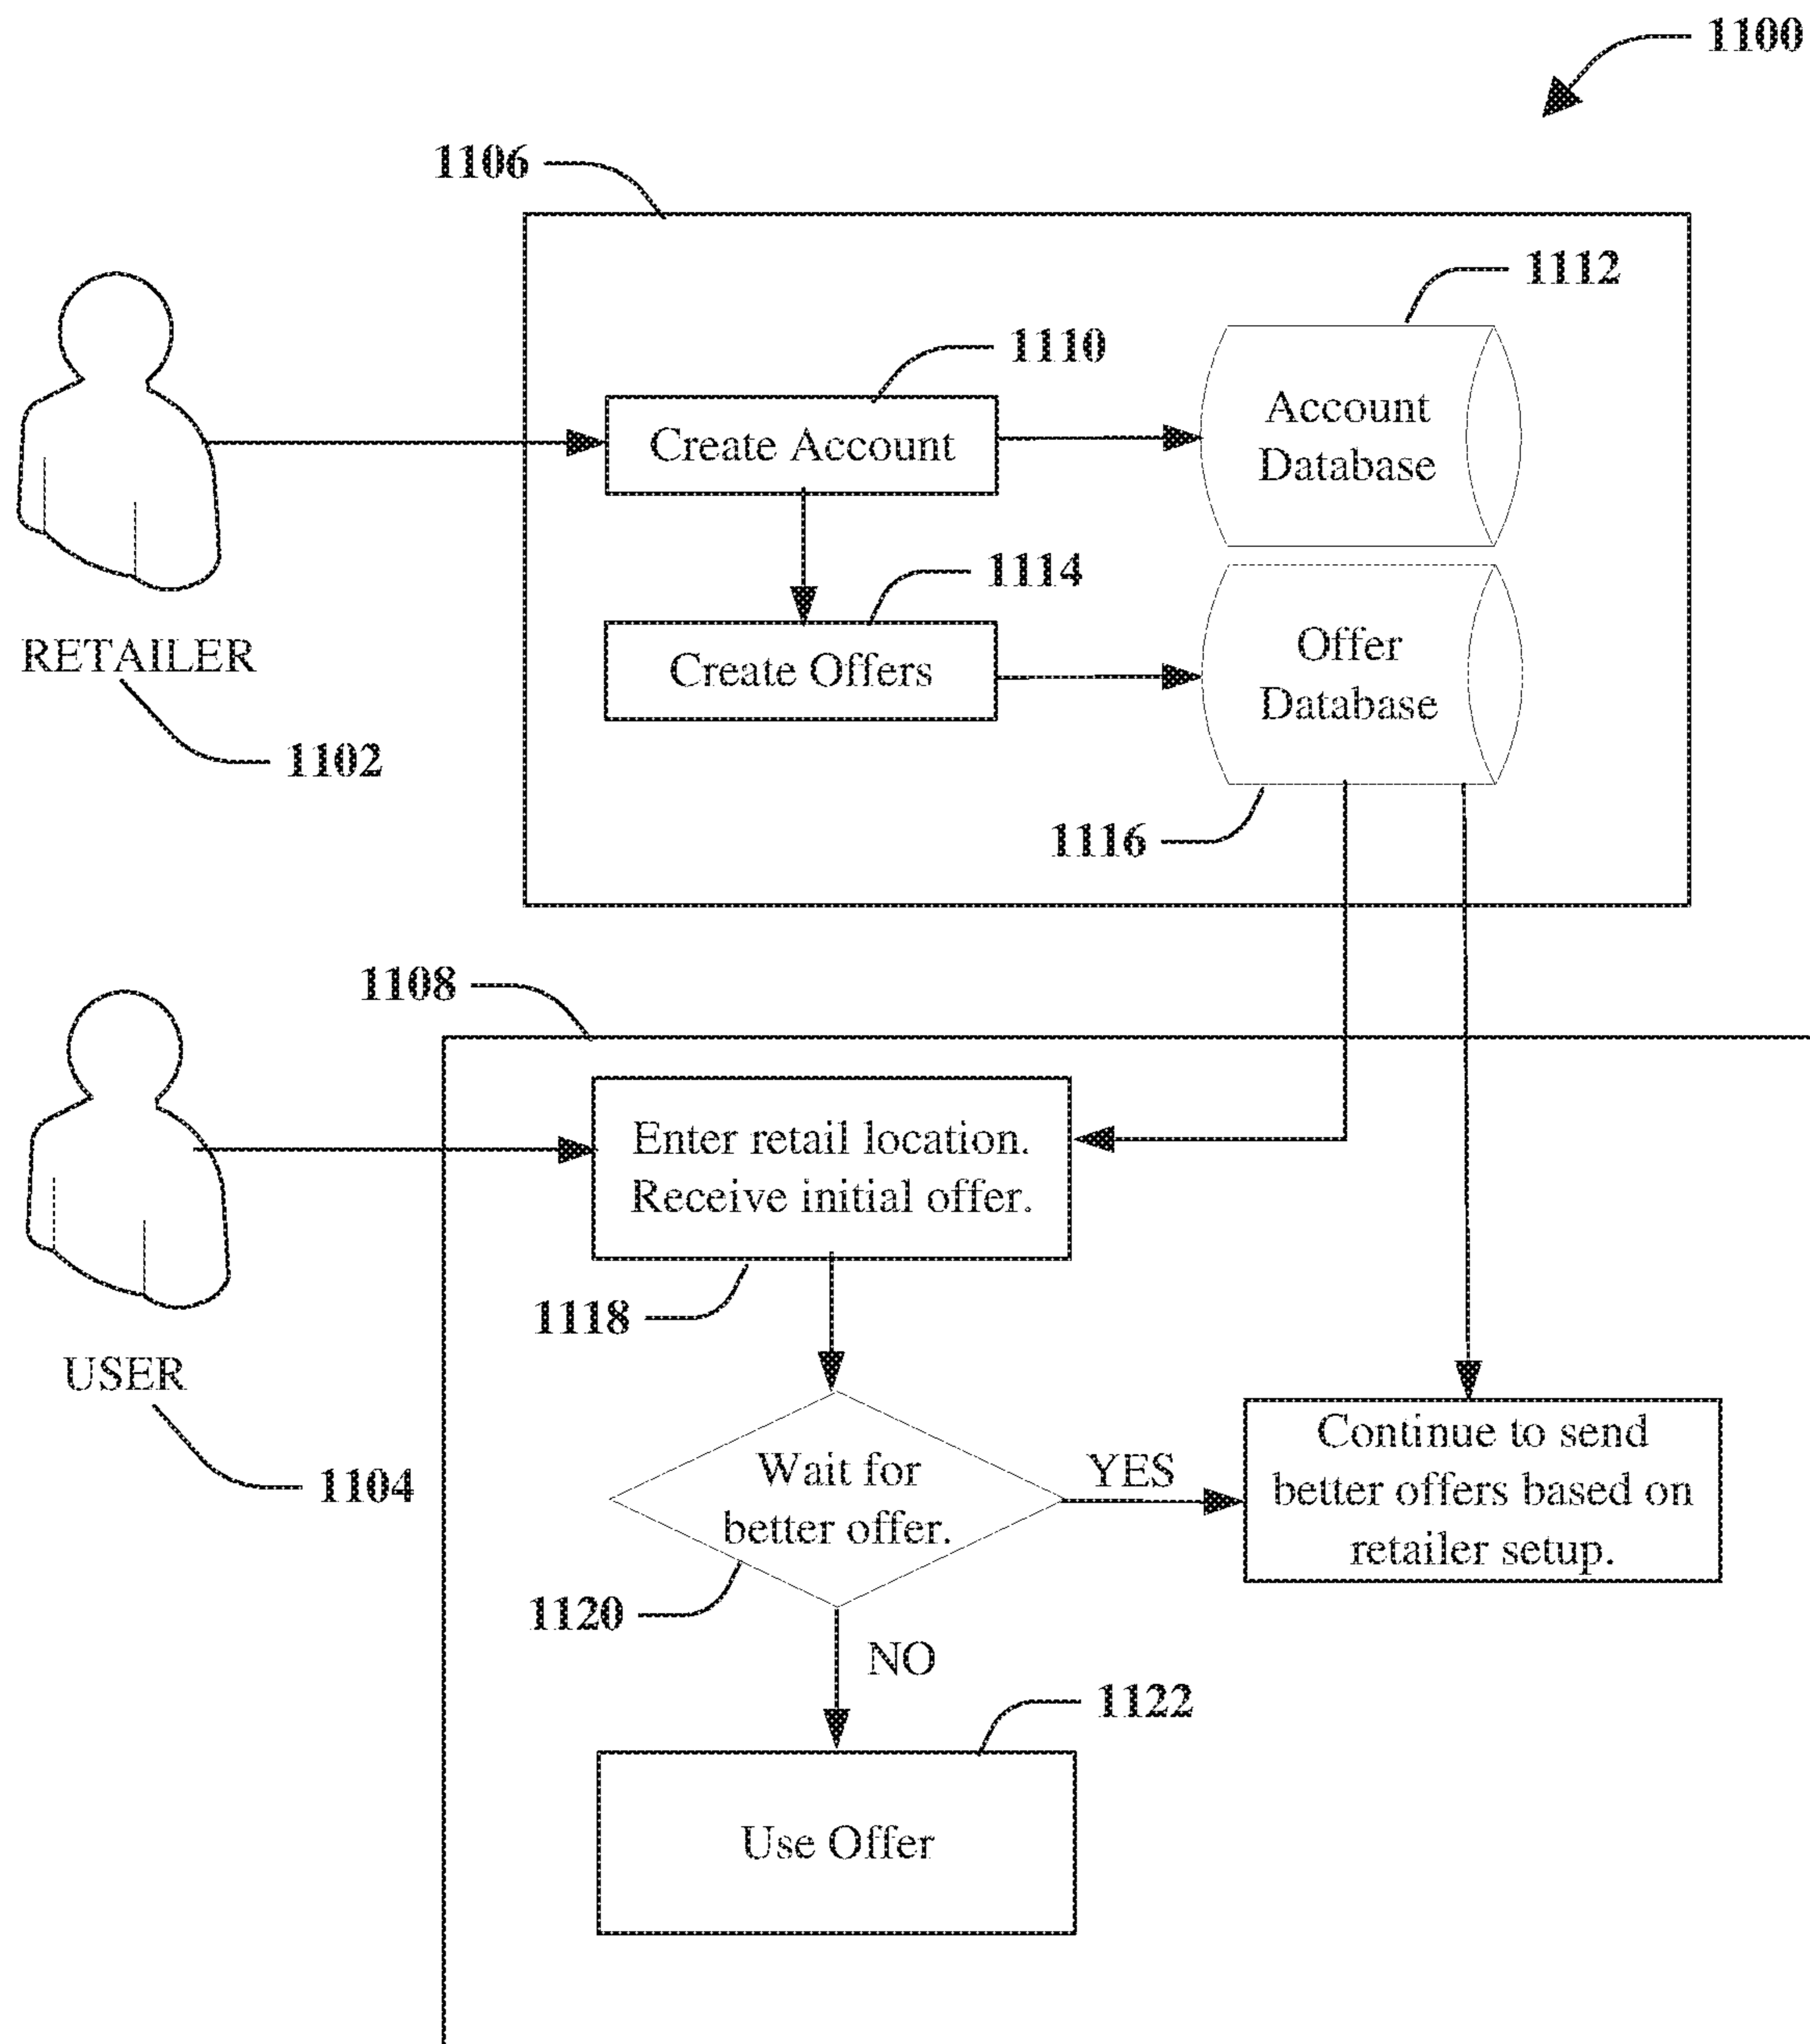 1100
1106
1112
1110
Account
Database
Create Account
1114
Offer
Database
Create Offers
RETAILER
1102
1116
1108
Enter retail location.
Receive initial offer.
1118
USER
1104
Wait for
better offer.
YES
Continue to send
better offers based on
retailer setup.
1120
NO
1122
Use Offer